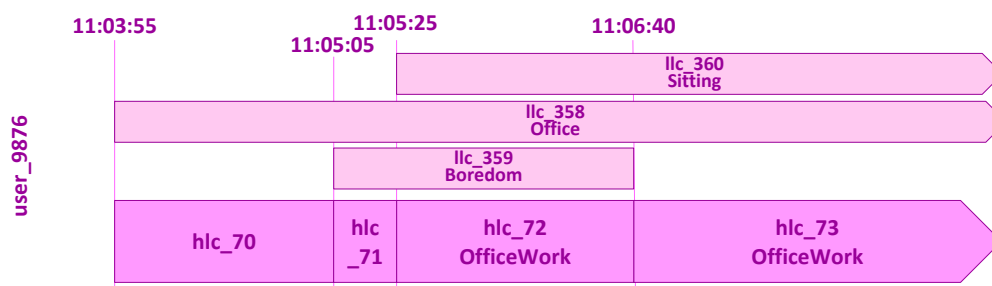 11:03:55
11:05:05
11:05:25
11:06:40
user_9876
llc_360
Sitting
llc_358
Office
llc_359
Boredom
hlc_70
hlc
_71
hlc_72
OfficeWork
hlc_73
OfficeWork